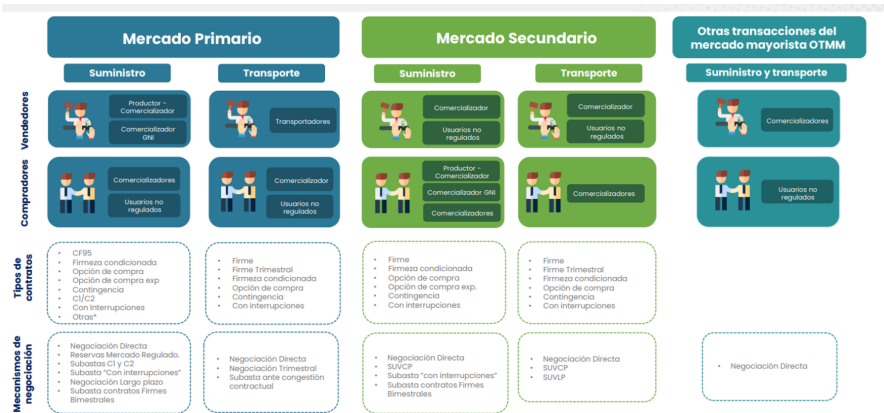 Mercado Primario
Mercado Secundario
Otras transacciones del
mercado mayorista OTMM
Suministro
Transporte
Suministro
Transporte
Suministro y transporte
Vendedores
Productor -
Comercializador
Comercializador
GNI
Transportadores
Comercializador
Usuarios no
regulados
Comercializador
Usuarios no
regulados
Comercializadores
Compradores
Comercializadores
Usuarios no
regulados
Comercializador
Usuarios no
regulados
Productor -
Comercializador
Comercializador GNI
Comercializadores
Comercializadores
Usuarios no
regulados
Tipos de
contratos
• CF95
• Firmeza condicionada
• Opción de compra
• Opción de compra exp
• Contingencia
• C1/C2
• Con Interrupciones
• Otras*
• Firme
• Firme Trimestral
• Firmeza condicionada
• Opción de compra
• Contingencia
• Con interrupciones
• Firme
• Firmeza condicionada
• Opción de compra
• Opción de compra exp.
• Contingencia
• Con interrupciones
• Firme
• Firme Trimestral
• Firmeza condicionada
• Opción de compra
• Contingencia
• Con interrupciones
Mecanismos de
negociación
• Negociación Directa
• Reservas Mercado Regulado.
• Subastas C1 y C2
• Subasta "Con interrupciones"
• Negociación Largo plazo
• Subasta contratos Firmes
Bimestrales
• Negociación Directa
• Negociación Trimestral
• Subasta ante congestión
contractual
• Negociación Directa
• SUVCP
• Subasta "con interrupciones"
• Subasta contratos Firmes
Bimestrales
• Negociación Directa
• SUVCP
• SUVLP
• Negociación Directa